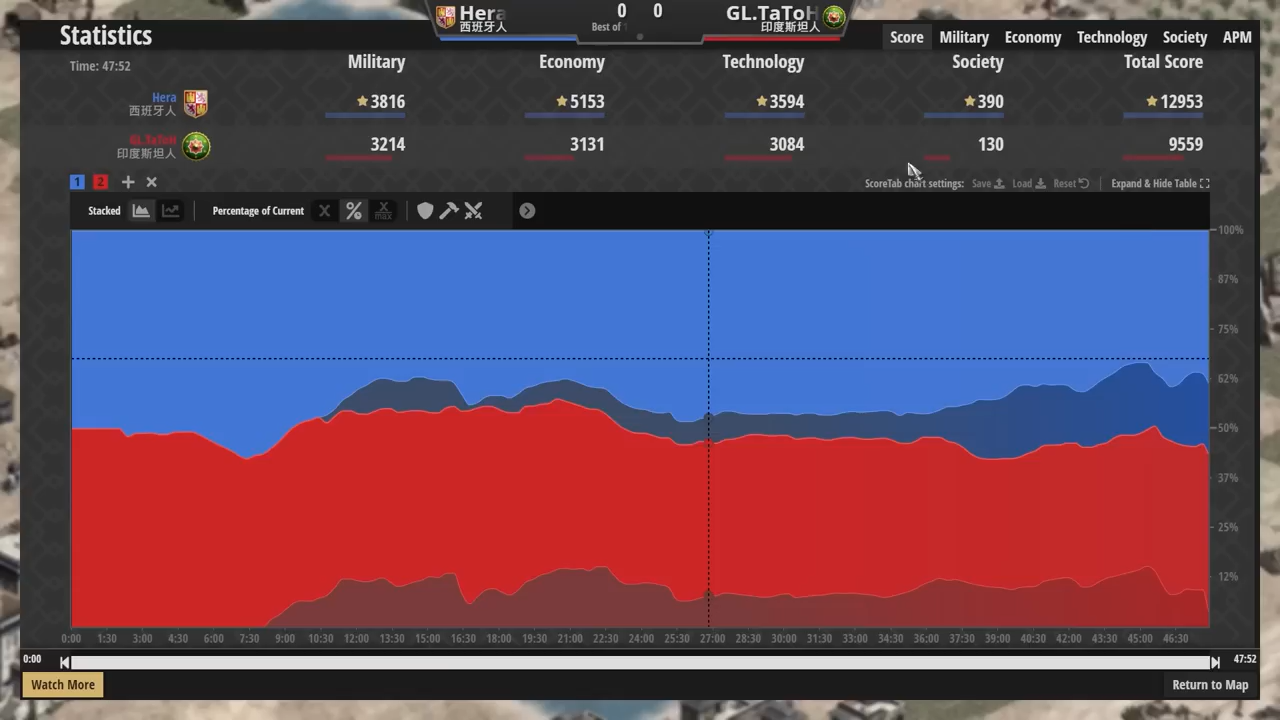 Hera 0 0 GL.TaToH
西班牙人 Best of 1 印度斯坦人
Statistics
Score Military Economy Technology Society APM
Time: 47:52 Military Economy Technology Society Total Score
Hera 3816 5153 3594 390 12953
西班牙人
GL.TaToH 3214 3131 3084 130 9559
印度斯坦人
1 2 ScoreTab chart settings: Save Load Reset Expand & Hide Table
Stacked Percentage of Current X % X max
100%
87%
75%
62%
50%
37%
25%
12%
0:00 1:30 3:00 4:30 6:00 7:30 9:00 10:30 12:00 13:30 15:00 16:30 18:00 19:30 21:00 22:30 24:00 25:30 27:00 28:30 30:00 31:30 33:00 34:30 36:00 37:30 39:00 40:30 42:00 43:30 45:00 46:30
0:00 47:52
Watch More Return to Map